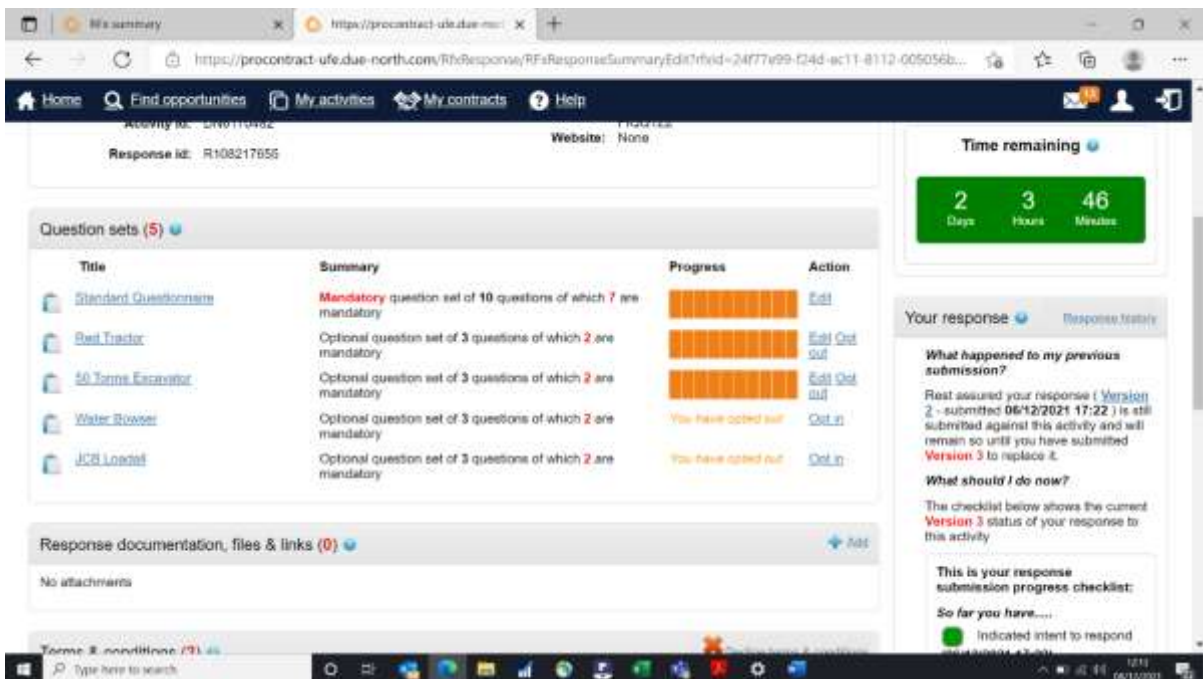 RFx summary
https://procontract-ufe.due-nort
https://procontract-ufe.due-north.com/RfxResponse/RFxResponseSummaryEdit?rfxid=24f77e99-f24d-ec11-8112-005056b...
Home Find opportunities My activities My contracts Help
Website: None
Response id: R108217655
Time remaining
2 3 46
Days Hours Minutes
Question sets (5)
Title Summary Progress Action
Standard Questionnaire Mandatory question set of 10 questions of which 7 are mandatory Edit
Red Tractor Optional question set of 3 questions of which 2 are mandatory Edit Opt out
50 Tonne Excavator Optional question set of 3 questions of which 2 are mandatory Edit Opt out
Water Bowser Optional question set of 3 questions of which 2 are mandatory You have opted out Opt in
JCB Loadall Optional question set of 3 questions of which 2 are mandatory You have opted out Opt in
Response documentation, files & links (0) Add
No attachments
Your response Response history
What happened to my previous
submission?
Rest assured your response ( Version
2 - submitted 06/12/2021 17:22 ) is still
submitted against this activity and will
remain so until you have submitted
Version 3 to replace it.
What should I do now?
The checklist below shows the current
Version 3 status of your response to
this activity
This is your response
submission progress checklist:
So far you have.....
Indicated intent to respond
Type here to search
12:13